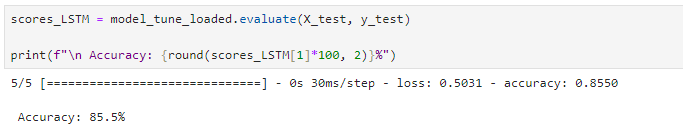 scores_LSTM = model_tune_loaded.evaluate(X_test, y_test)
print(f"\n Accuracy: {round(scores_LSTM[1]*100, 2)}%")
5/5 [==============================] - 0s 30ms/step - loss: 0.5031 - accuracy: 0.8550
Accuracy: 85.5%